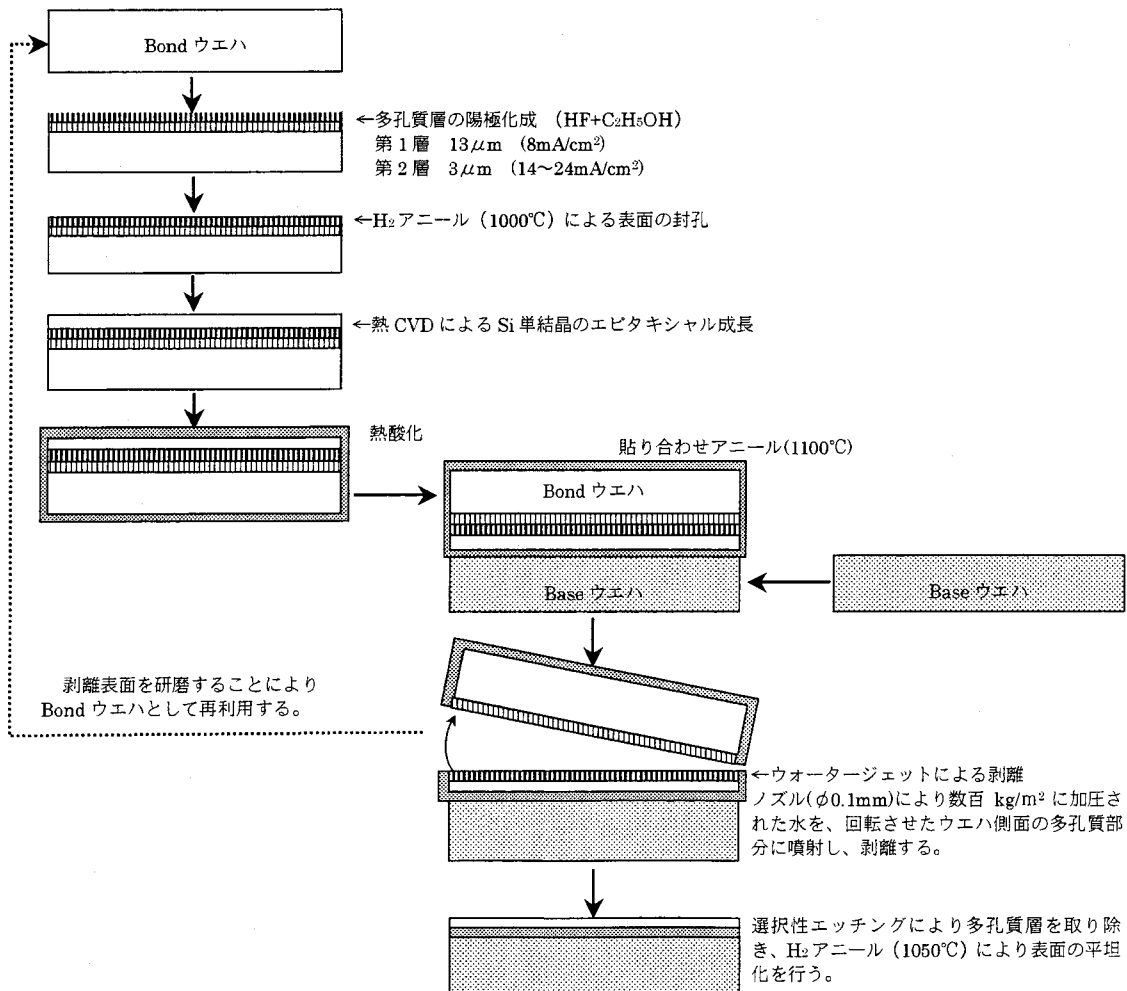 Bond ウエハ
←多孔質層の陽極化成 (HF+C₂H₅OH)
第1層 13μm (8mA/cm²)
第2層 3μm (14~24mA/cm²)
←H₂アニール (1000℃) による表面の封孔
←熱 CVD による Si 単結晶のエピタキシャル成長
熱酸化
貼り合わせアニール(1100℃)
Bond ウエハ
Base ウエハ
Base ウエハ
剥離表面を研磨することにより
Bond ウエハとして再利用する。
←ウォータージェットによる剥離
ノズル(φ0.1mm)により数百 kg/m² に加圧さ
れた水を、回転させたウエハ側面の多孔質部
分に噴射し、剥離する。
選択性エッチングにより多孔質層を取り除
き、H₂アニール (1050℃) により表面の平坦
化を行う。